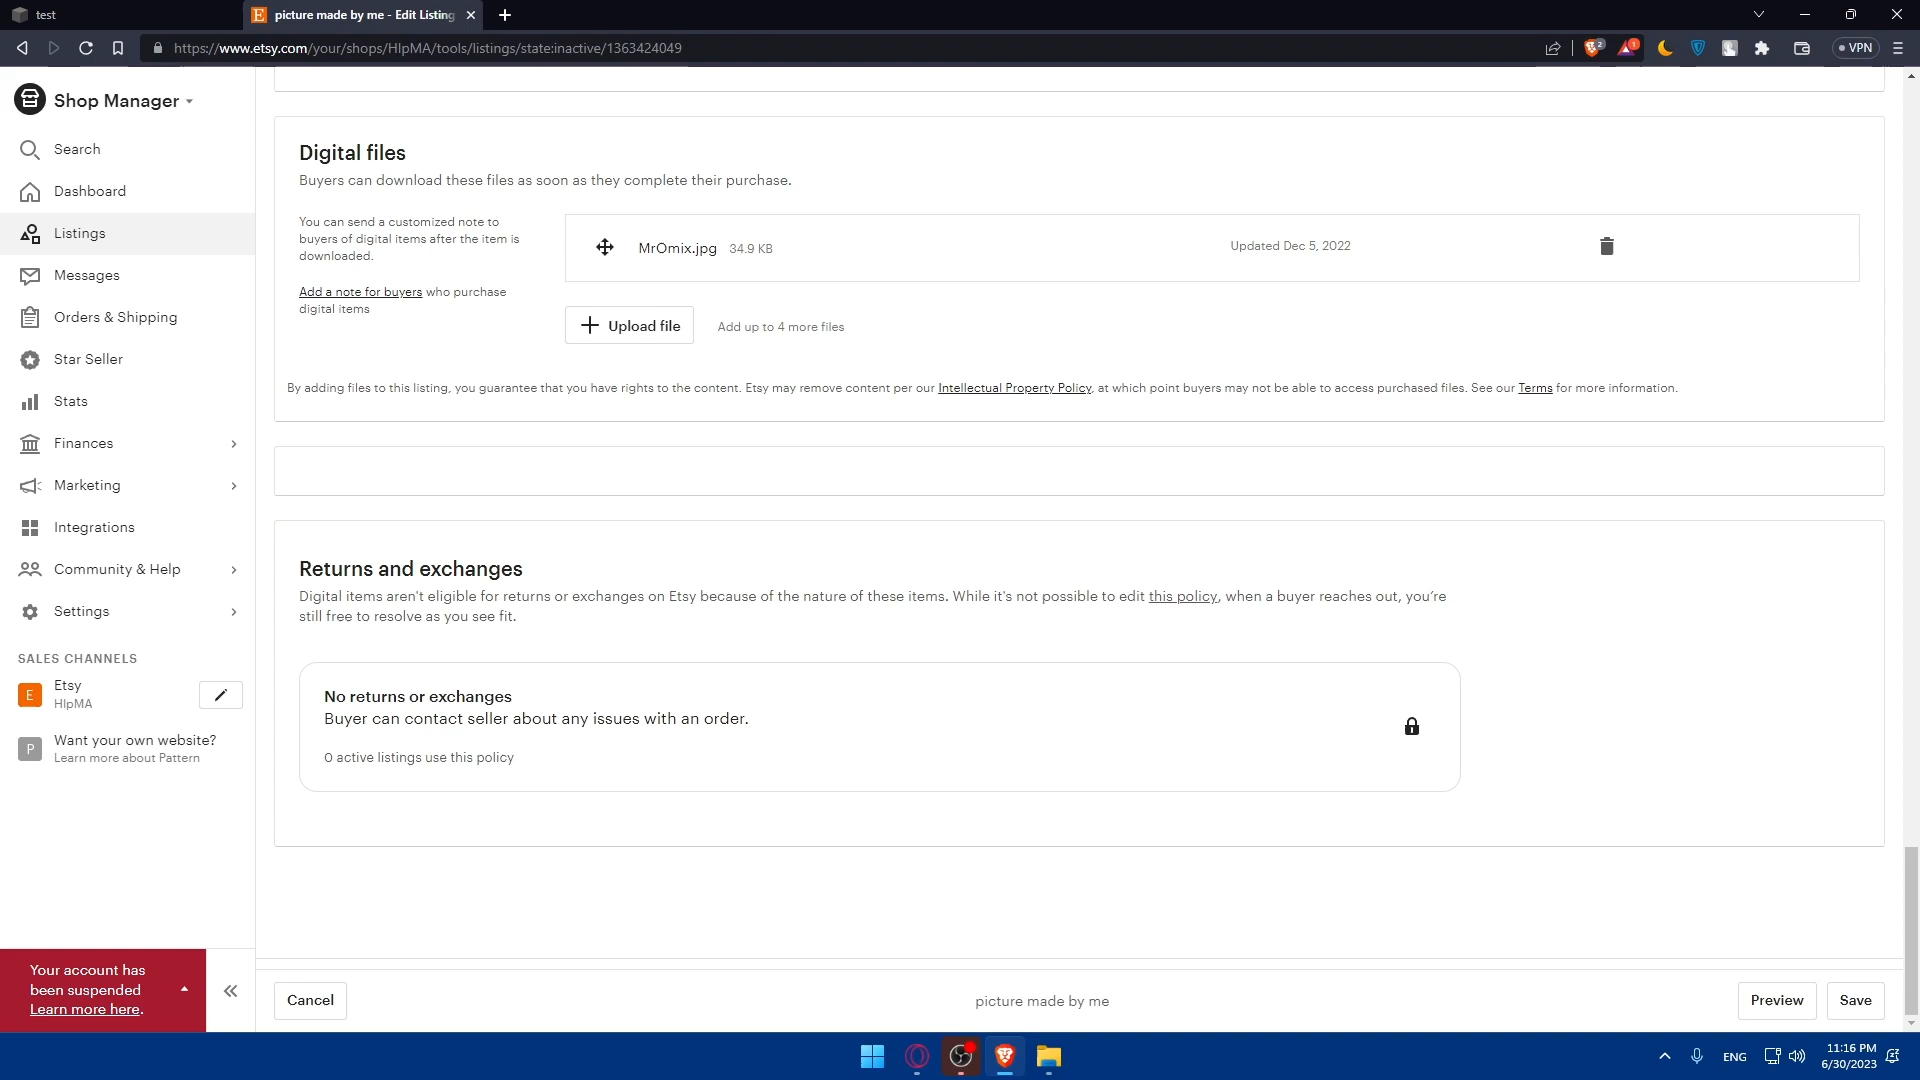 test
picture made by me - Edit Listing
https://www.etsy.com/your/shops/HlpMA/tools/listings/state:inactive/1363424049
2
1
VPN
Shop Manager
Search
Dashboard
Listings
Messages
Orders & Shipping
Star Seller
Stats
Finances
Marketing
Integrations
Community & Help
Settings
SALES CHANNELS
E
Etsy
HlpMA
P
Want your own website?
Learn more about Pattern
Your account has
been suspended
Learn more here.
Digital files
Buyers can download these files as soon as they complete their purchase.
You can send a customized note to
buyers of digital items after the item is
downloaded.
Add a note for buyers who purchase
digital items
MrOmix.jpg 34.9 KB
Updated Dec 5, 2022
Upload file
Add up to 4 more files
By adding files to this listing, you guarantee that you have rights to the content. Etsy may remove content per our Intellectual Property Policy, at which point buyers may not be able to access purchased files. See our Terms for more information.
Returns and exchanges
Digital items aren't eligible for returns or exchanges on Etsy because of the nature of these items. While it's not possible to edit this policy, when a buyer reaches out, you're
still free to resolve as you see fit.
No returns or exchanges
Buyer can contact seller about any issues with an order.
0 active listings use this policy
Cancel
picture made by me
Preview
Save
ENG
11:16 PM
6/30/2023